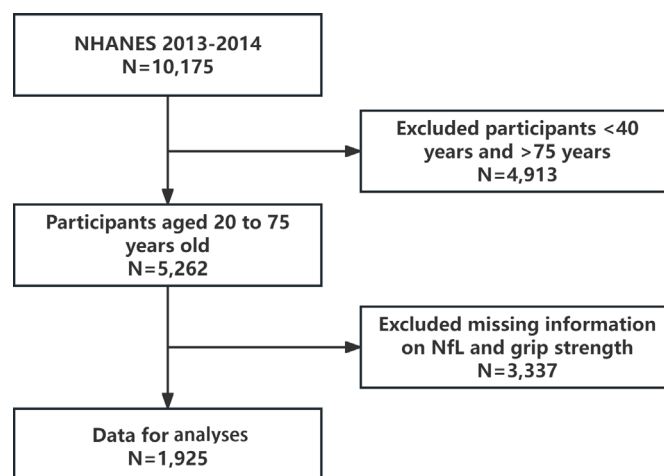 NHANES 2013-2014
N=10,175
Excluded participants <40
years and >75 years
N=4,913
Participants aged 20 to 75
years old
N=5,262
Excluded missing information
on NfL and grip strength
N=3,337
Data for analyses
N=1,925